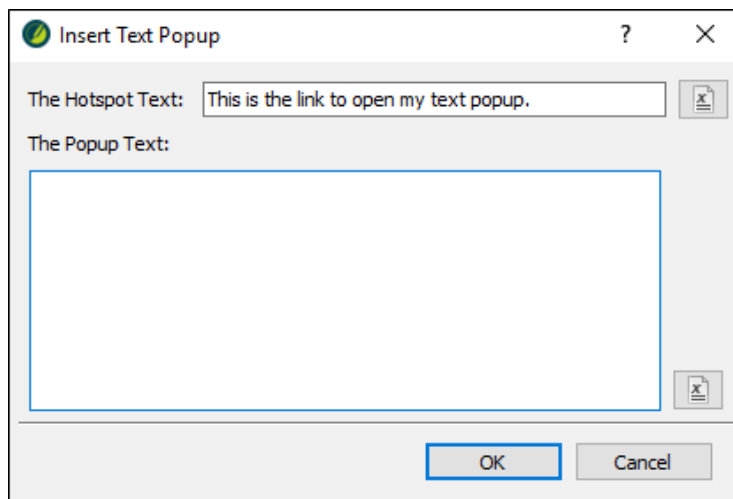 Insert Text Popup ?
The Hotspot Text: This is the link to open my text popup.
The Popup Text:
OK Cancel